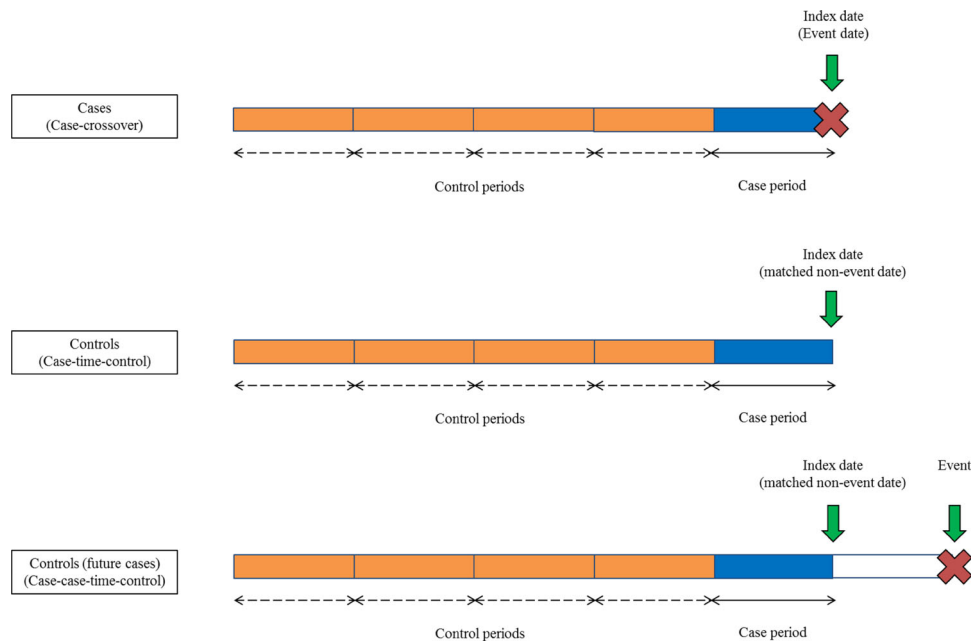 Index date
(Event date)
Cases
(Case-crossover)
Control periods
Case period
Index date
(matched non-event date)
Controls
(Case-time-control)
Control periods
Case period
Index date
(matched non-event date)
Event
Controls (future cases)
(Case-case-time-control)
Control periods
Case period